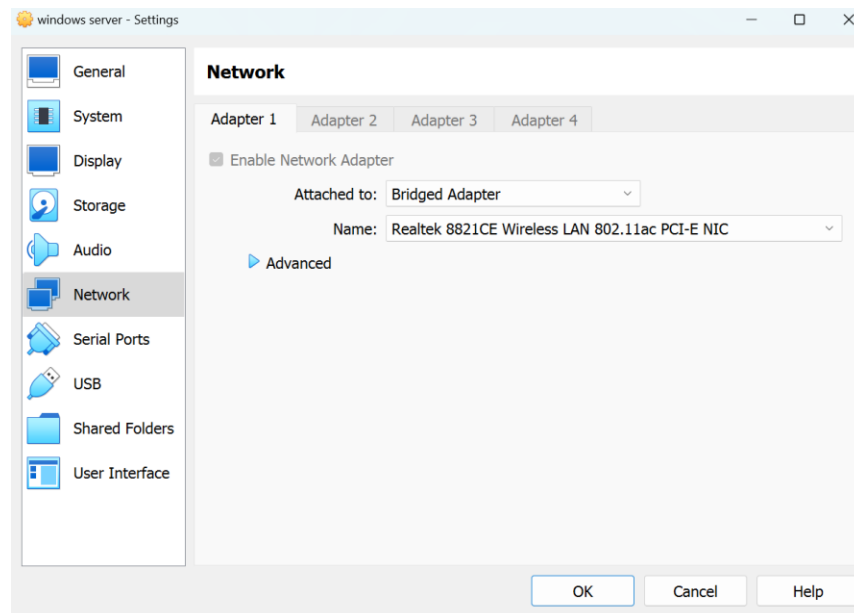 windows server - Settings
General
System
Display
Storage
Audio
Network
Serial Ports
USB
Shared Folders
User Interface
Network
Adapter 1 Adapter 2 Adapter 3 Adapter 4
Enable Network Adapter
Attached to: Bridged Adapter
Name: Realtek 8821CE Wireless LAN 802.11ac PCI-E NIC
Advanced
OK Cancel Help